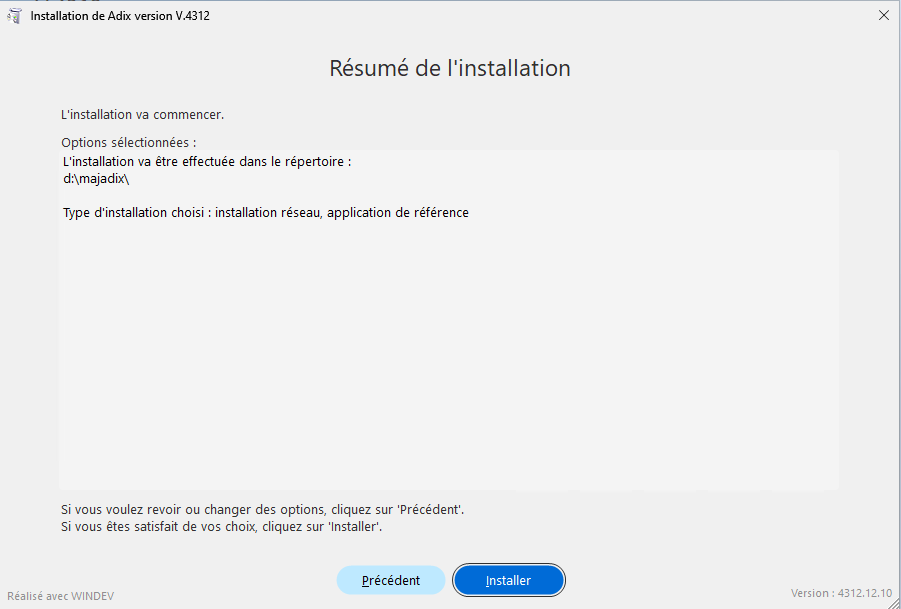 Installation de Adix version V.4312
Résumé de l'installation
L'installation va commencer.
Options sélectionnées :
L'installation va être effectuée dans le répertoire :
d:\majadix\
Type d'installation choisi : installation réseau, application de référence
Si vous voulez revoir ou changer des options, cliquez sur 'Précédent'.
Si vous êtes satisfait de vos choix, cliquez sur 'Installer'.
Précédent
Installer
Réalisé avec WINDEV
Version : 4312.12.10